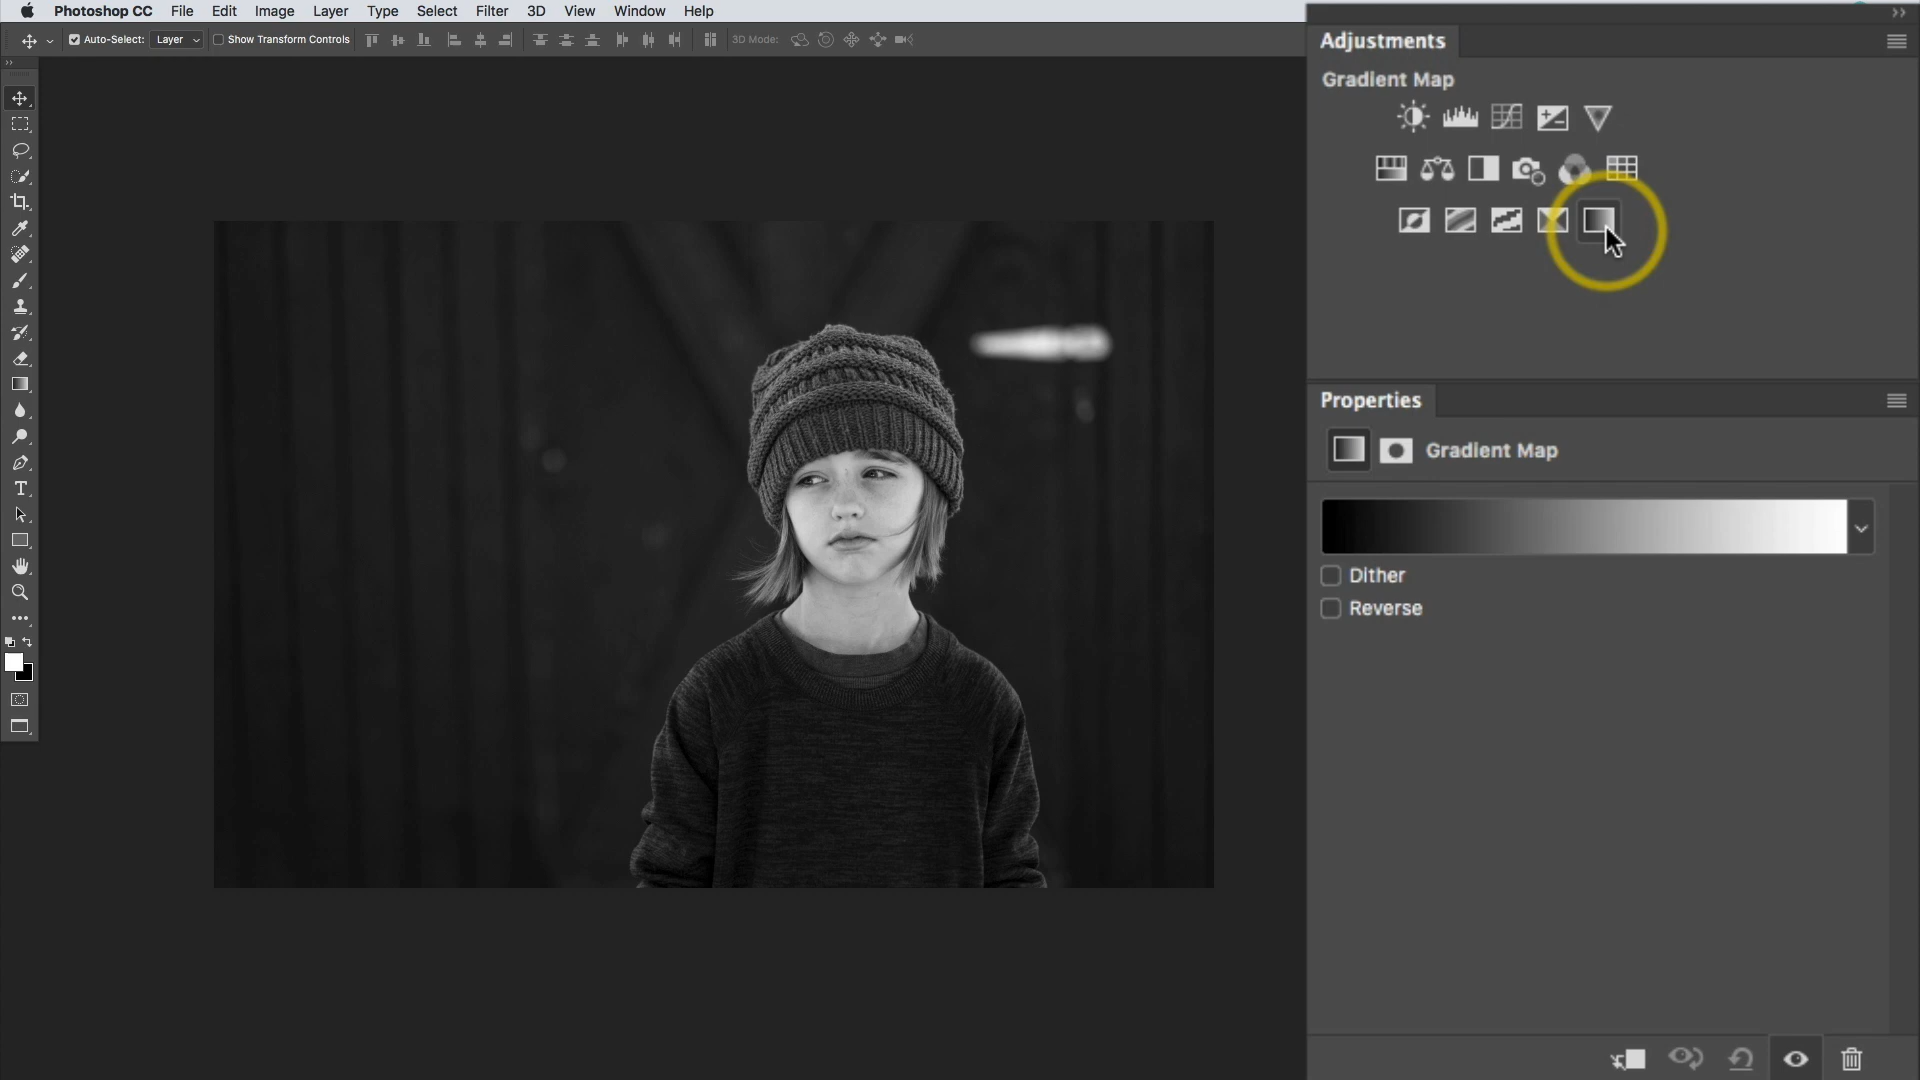 Photoshop CC File Edit Image Layer Type Select Filter 3D View Window Help
Auto-Select: Layer Show Transform Controls 3D Mode:
Adjustments
Gradient Map
Properties
Gradient Map
Dither
Reverse